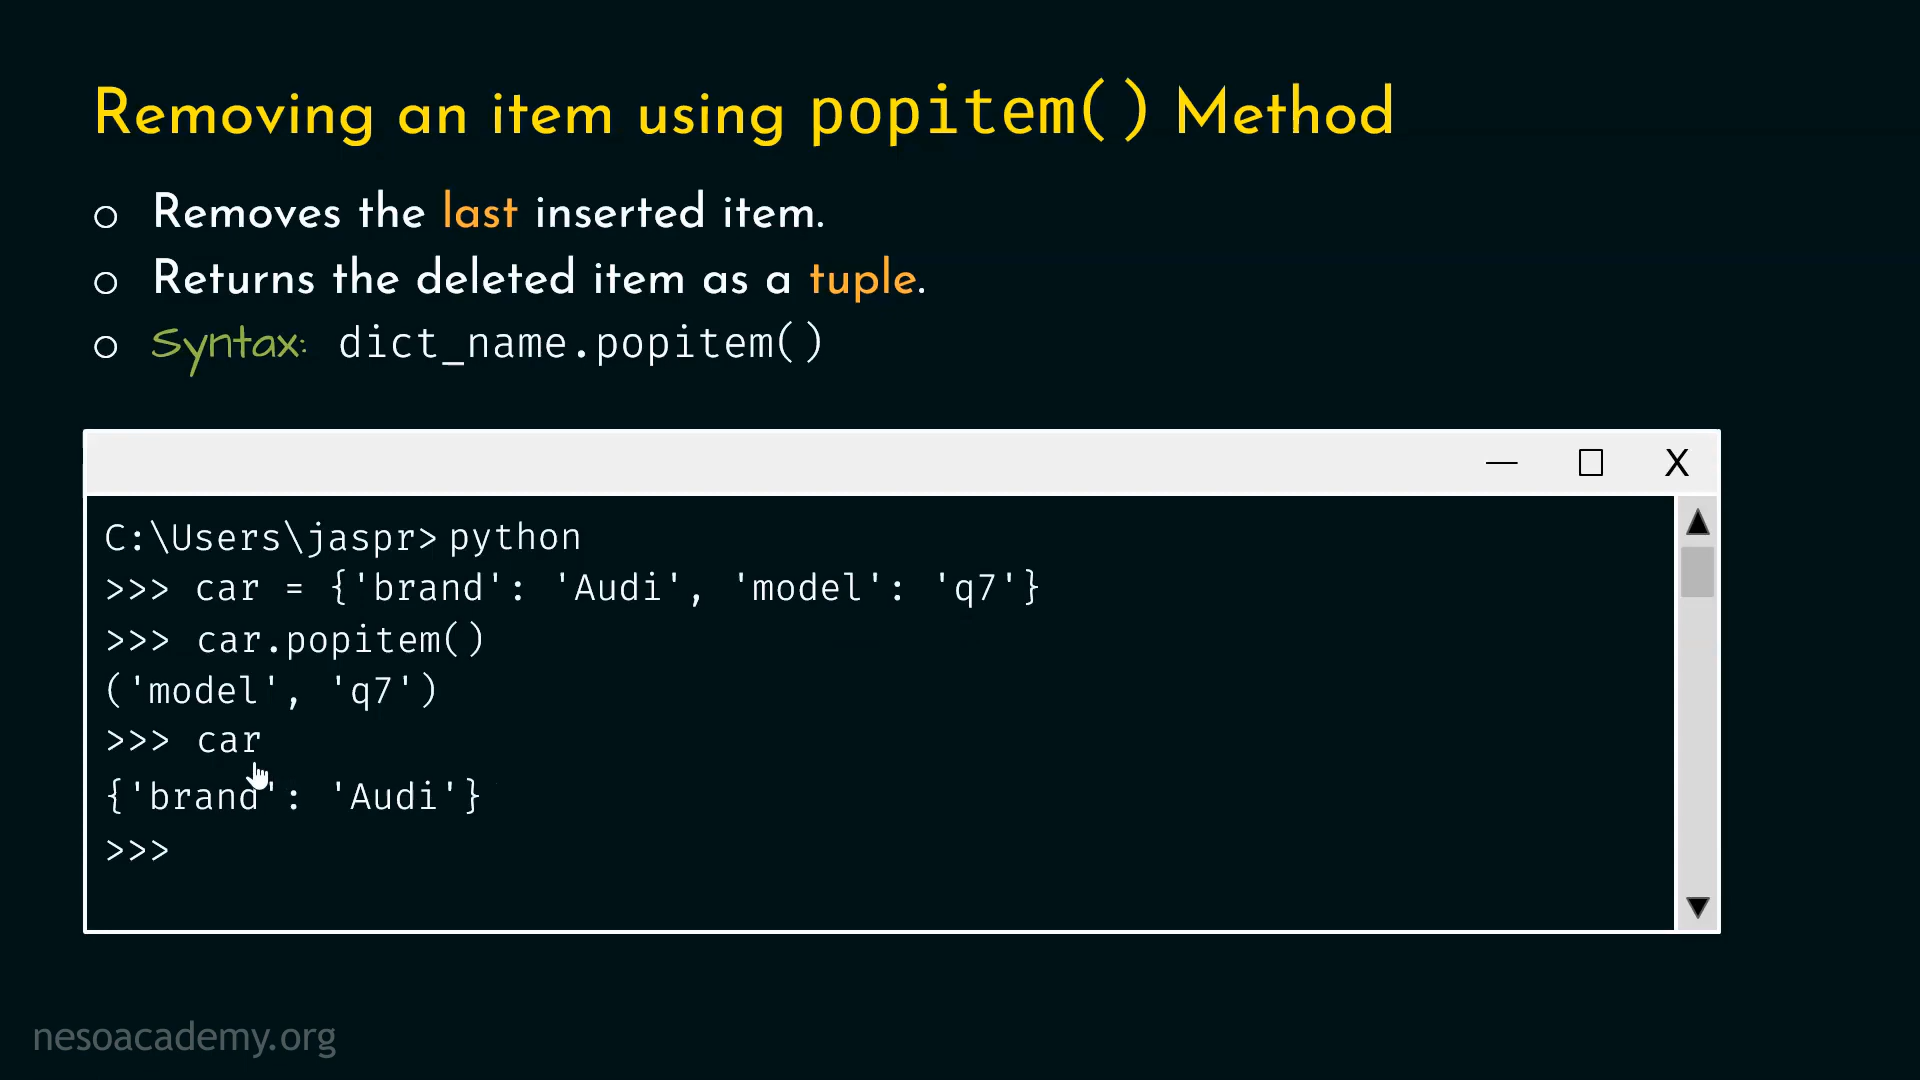 Removing an item using popitem() Method
○ Removes the last inserted item.
○ Returns the deleted item as a tuple.
○ Syntax: dict_name.popitem()
— □ X
C:\Users\jaspr> python
>>> car = {'brand': 'Audi', 'model': 'q7'}
>>> car.popitem()
('model', 'q7')
>>> car
{'brand': 'Audi'}
>>>
nesoacademy.org